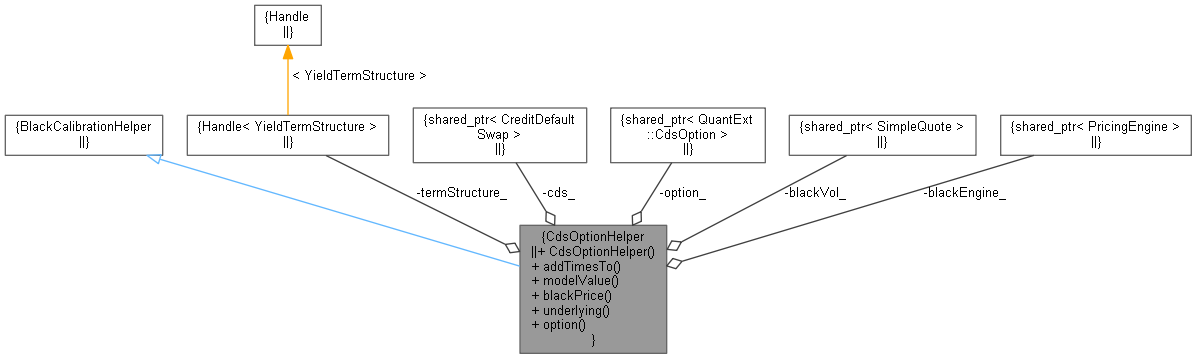 {Handle
||}
< YieldTermStructure >
{BlackCalibrationHelper
||}
{Handle< YieldTermStructure >
||}
{shared_ptr< CreditDefault
Swap >
||}
{shared_ptr< QuantExt
::CdsOption >
||}
{shared_ptr< SimpleQuote >
||}
{shared_ptr< PricingEngine >
||}
-termStructure_
-cds_
-option_
-blackVol_
-blackEngine_
{CdsOptionHelper
||+ CdsOptionHelper()
+ addTimesTo()
+ modelValue()
+ blackPrice()
+ underlying()
+ option()
}